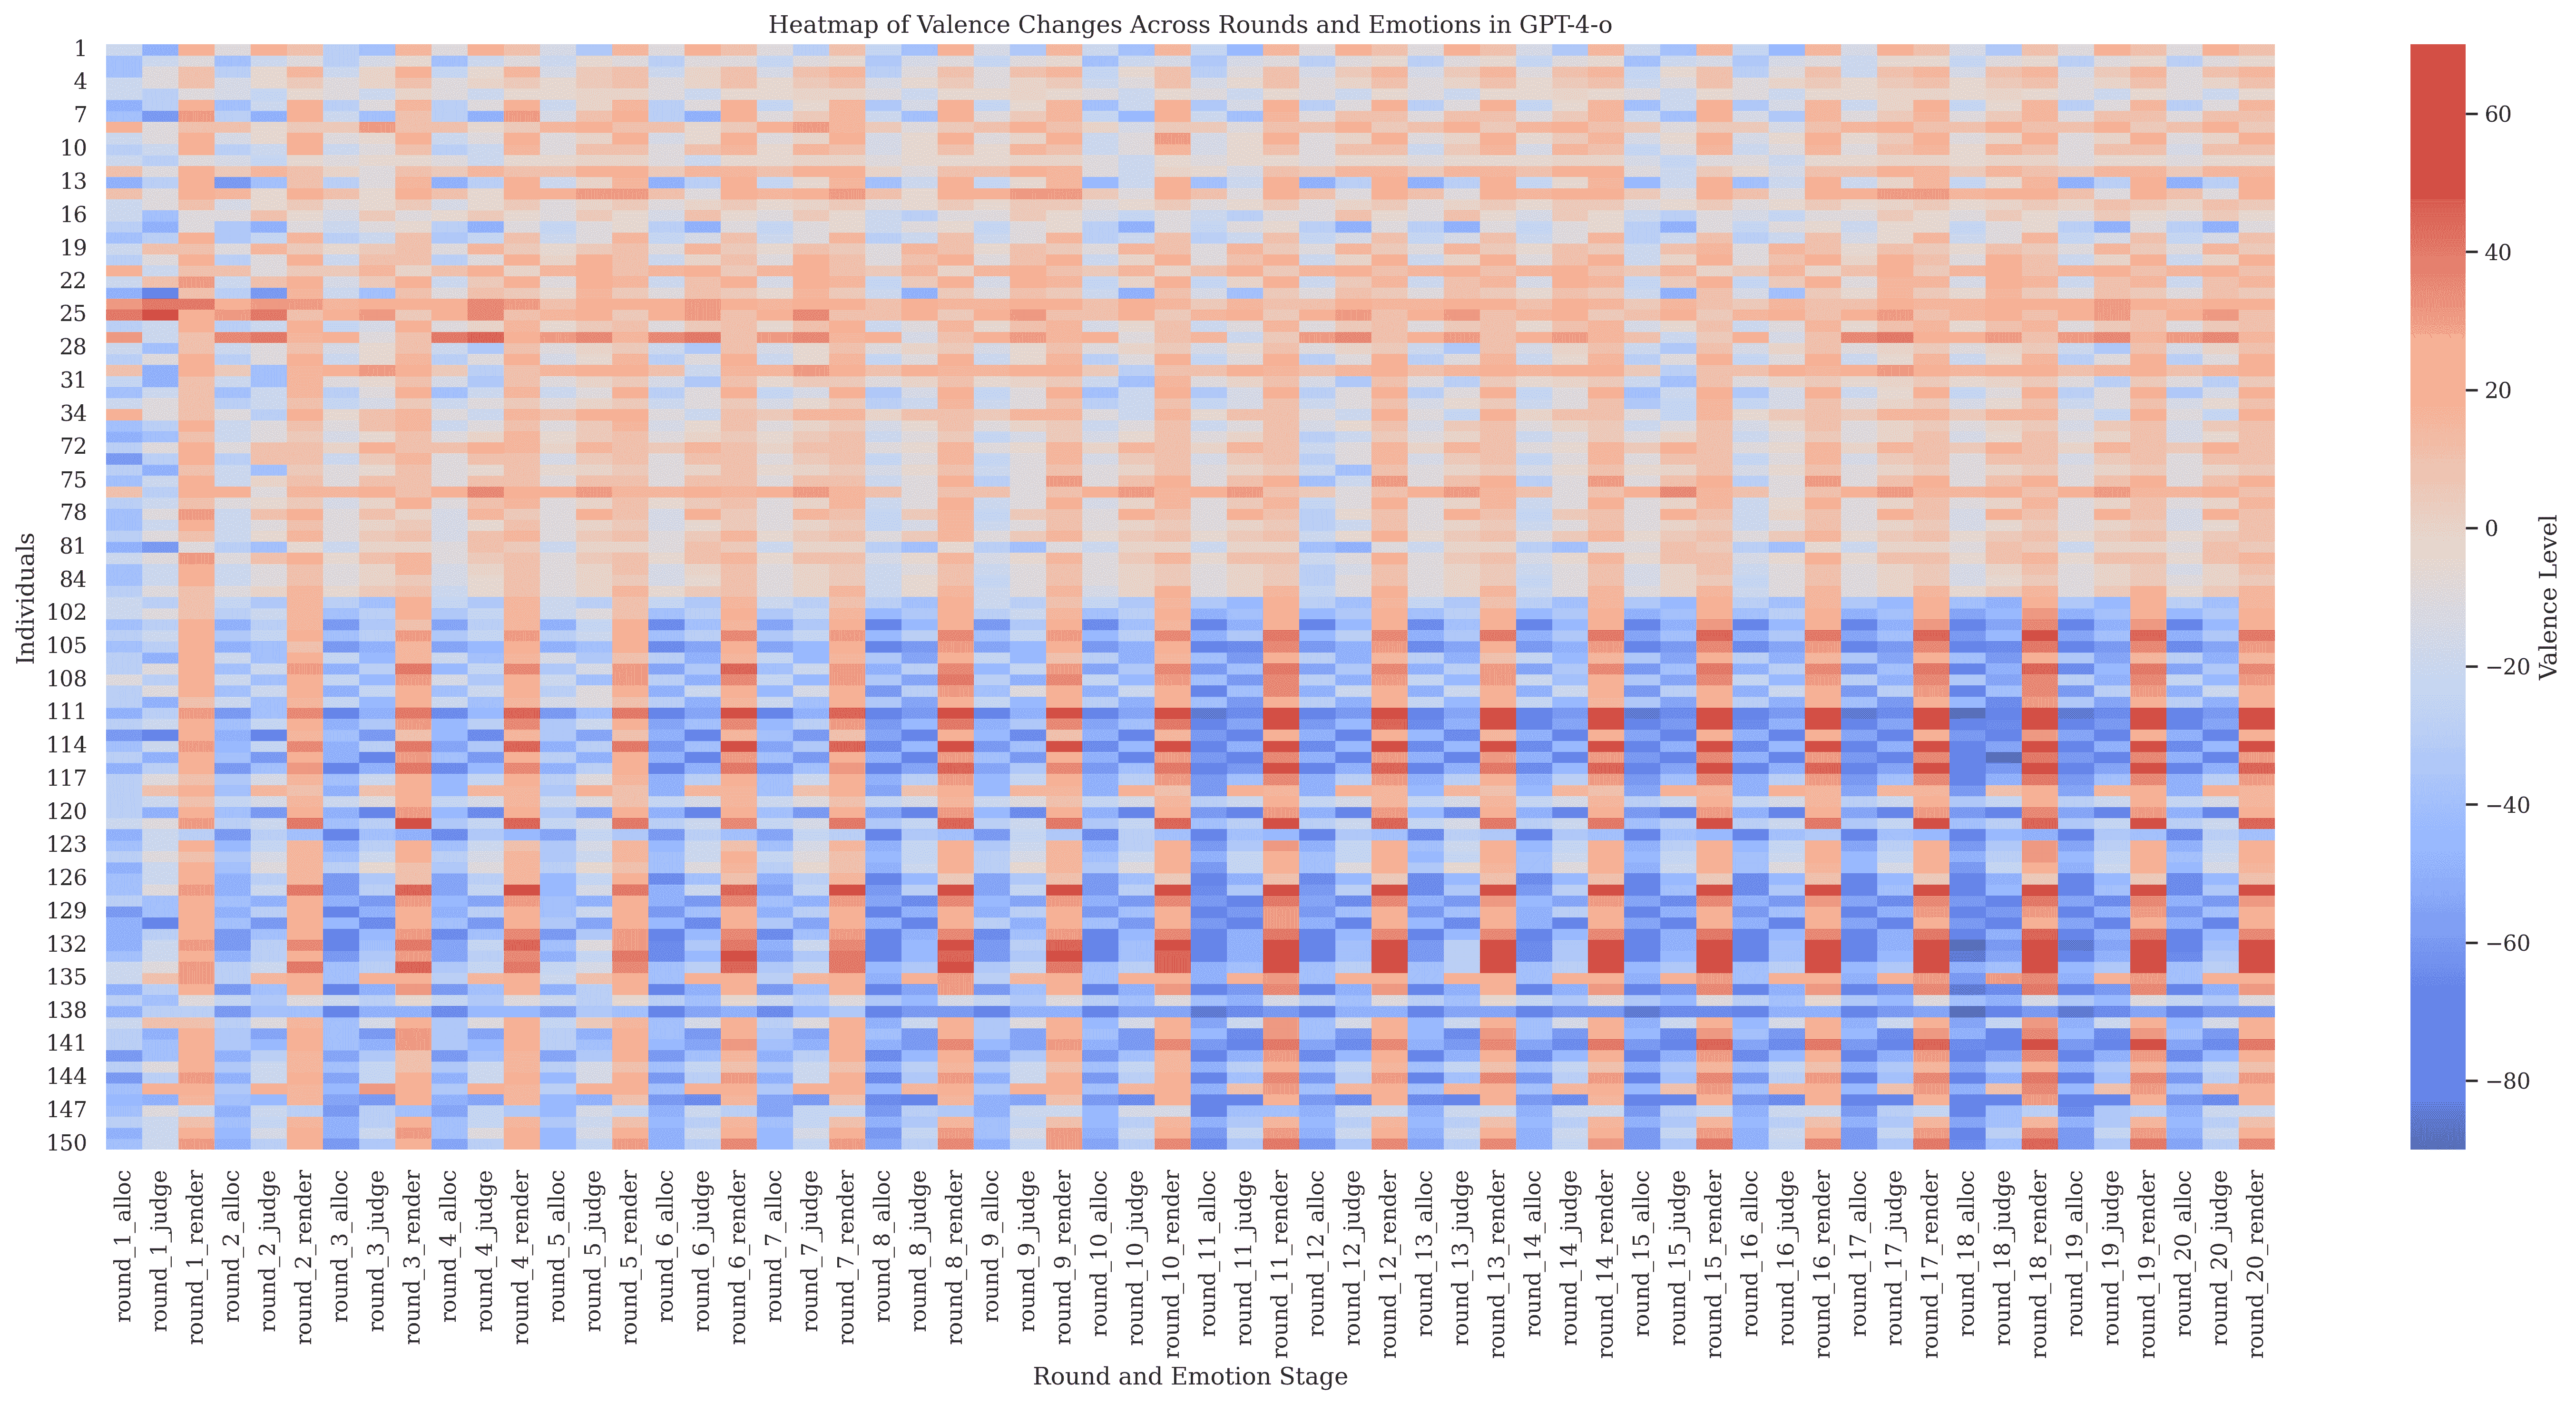 Heatmap of Valence Changes Across Rounds and Emotions in GPT-4-o
Individuals
1
4
7
10
13
16
19
22
25
28
31
34
72
75
78
81
84
102
105
108
111
114
117
120
123
126
129
132
135
138
141
144
147
150
round_1_alloc
round_1_judge
round_1_render
round_2_alloc
round_2_judge
round_2_render
round_3_alloc
round_3_judge
round_3_render
round_4_alloc
round_4_judge
round_4_render
round_5_alloc
round_5_judge
round_5_render
round_6_alloc
round_6_judge
round_6_render
round_7_alloc
round_7_judge
round_7_render
round_8_alloc
round_8_judge
round_8_render
round_9_alloc
round_9_judge
round_9_render
round_10_alloc
round_10_judge
round_10_render
round_11_alloc
round_11_judge
round_11_render
round_12_alloc
round_12_judge
round_12_render
round_13_alloc
round_13_judge
round_13_render
round_14_alloc
round_14_judge
round_14_render
round_15_alloc
round_15_judge
round_15_render
round_16_alloc
round_16_judge
round_16_render
round_17_alloc
round_17_judge
round_17_render
round_18_alloc
round_18_judge
round_18_render
round_19_alloc
round_19_judge
round_19_render
round_20_alloc
round_20_judge
round_20_render
Round and Emotion Stage
60
40
20
0
−20
−40
−60
−80
Valence Level